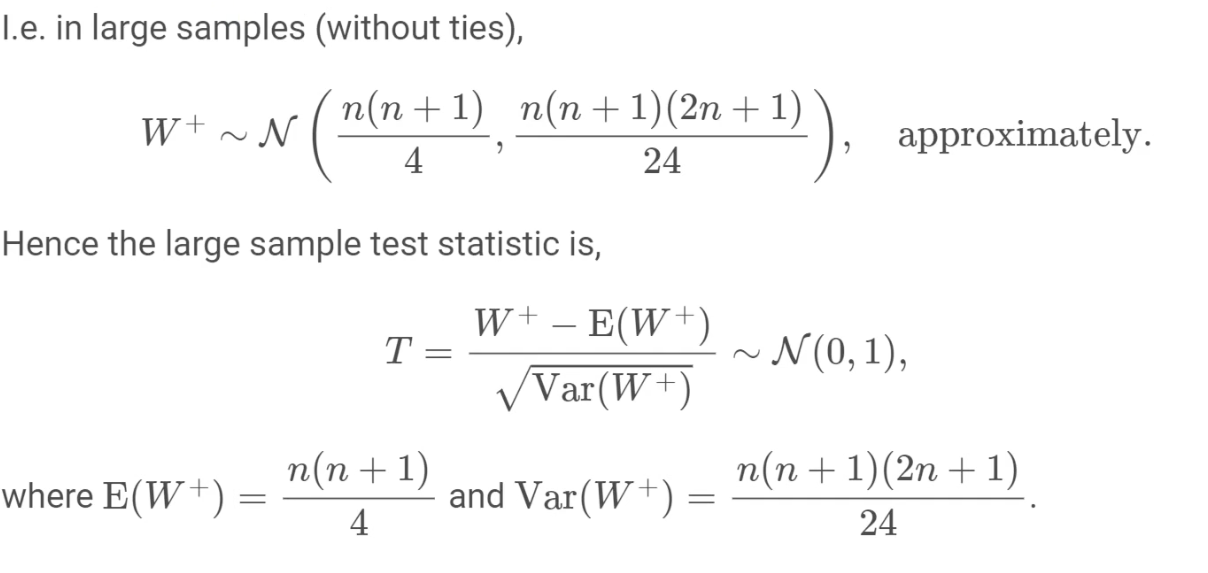 I.e. in large samples (without ties),
$$W^+ \sim \mathcal{N}\left(\frac{n(n+1)}{4}, \frac{n(n+1)(2n+1)}{24}\right), \quad \text{approximately.}$$
Hence the large sample test statistic is,
$$T = \frac{W^+ - \mathrm{E}(W^+)}{\sqrt{\mathrm{Var}(W^+)}} \sim \mathcal{N}(0,1),$$
where $\mathrm{E}(W^+) = \frac{n(n+1)}{4}$ and $\mathrm{Var}(W^+) = \frac{n(n+1)(2n+1)}{24}$.